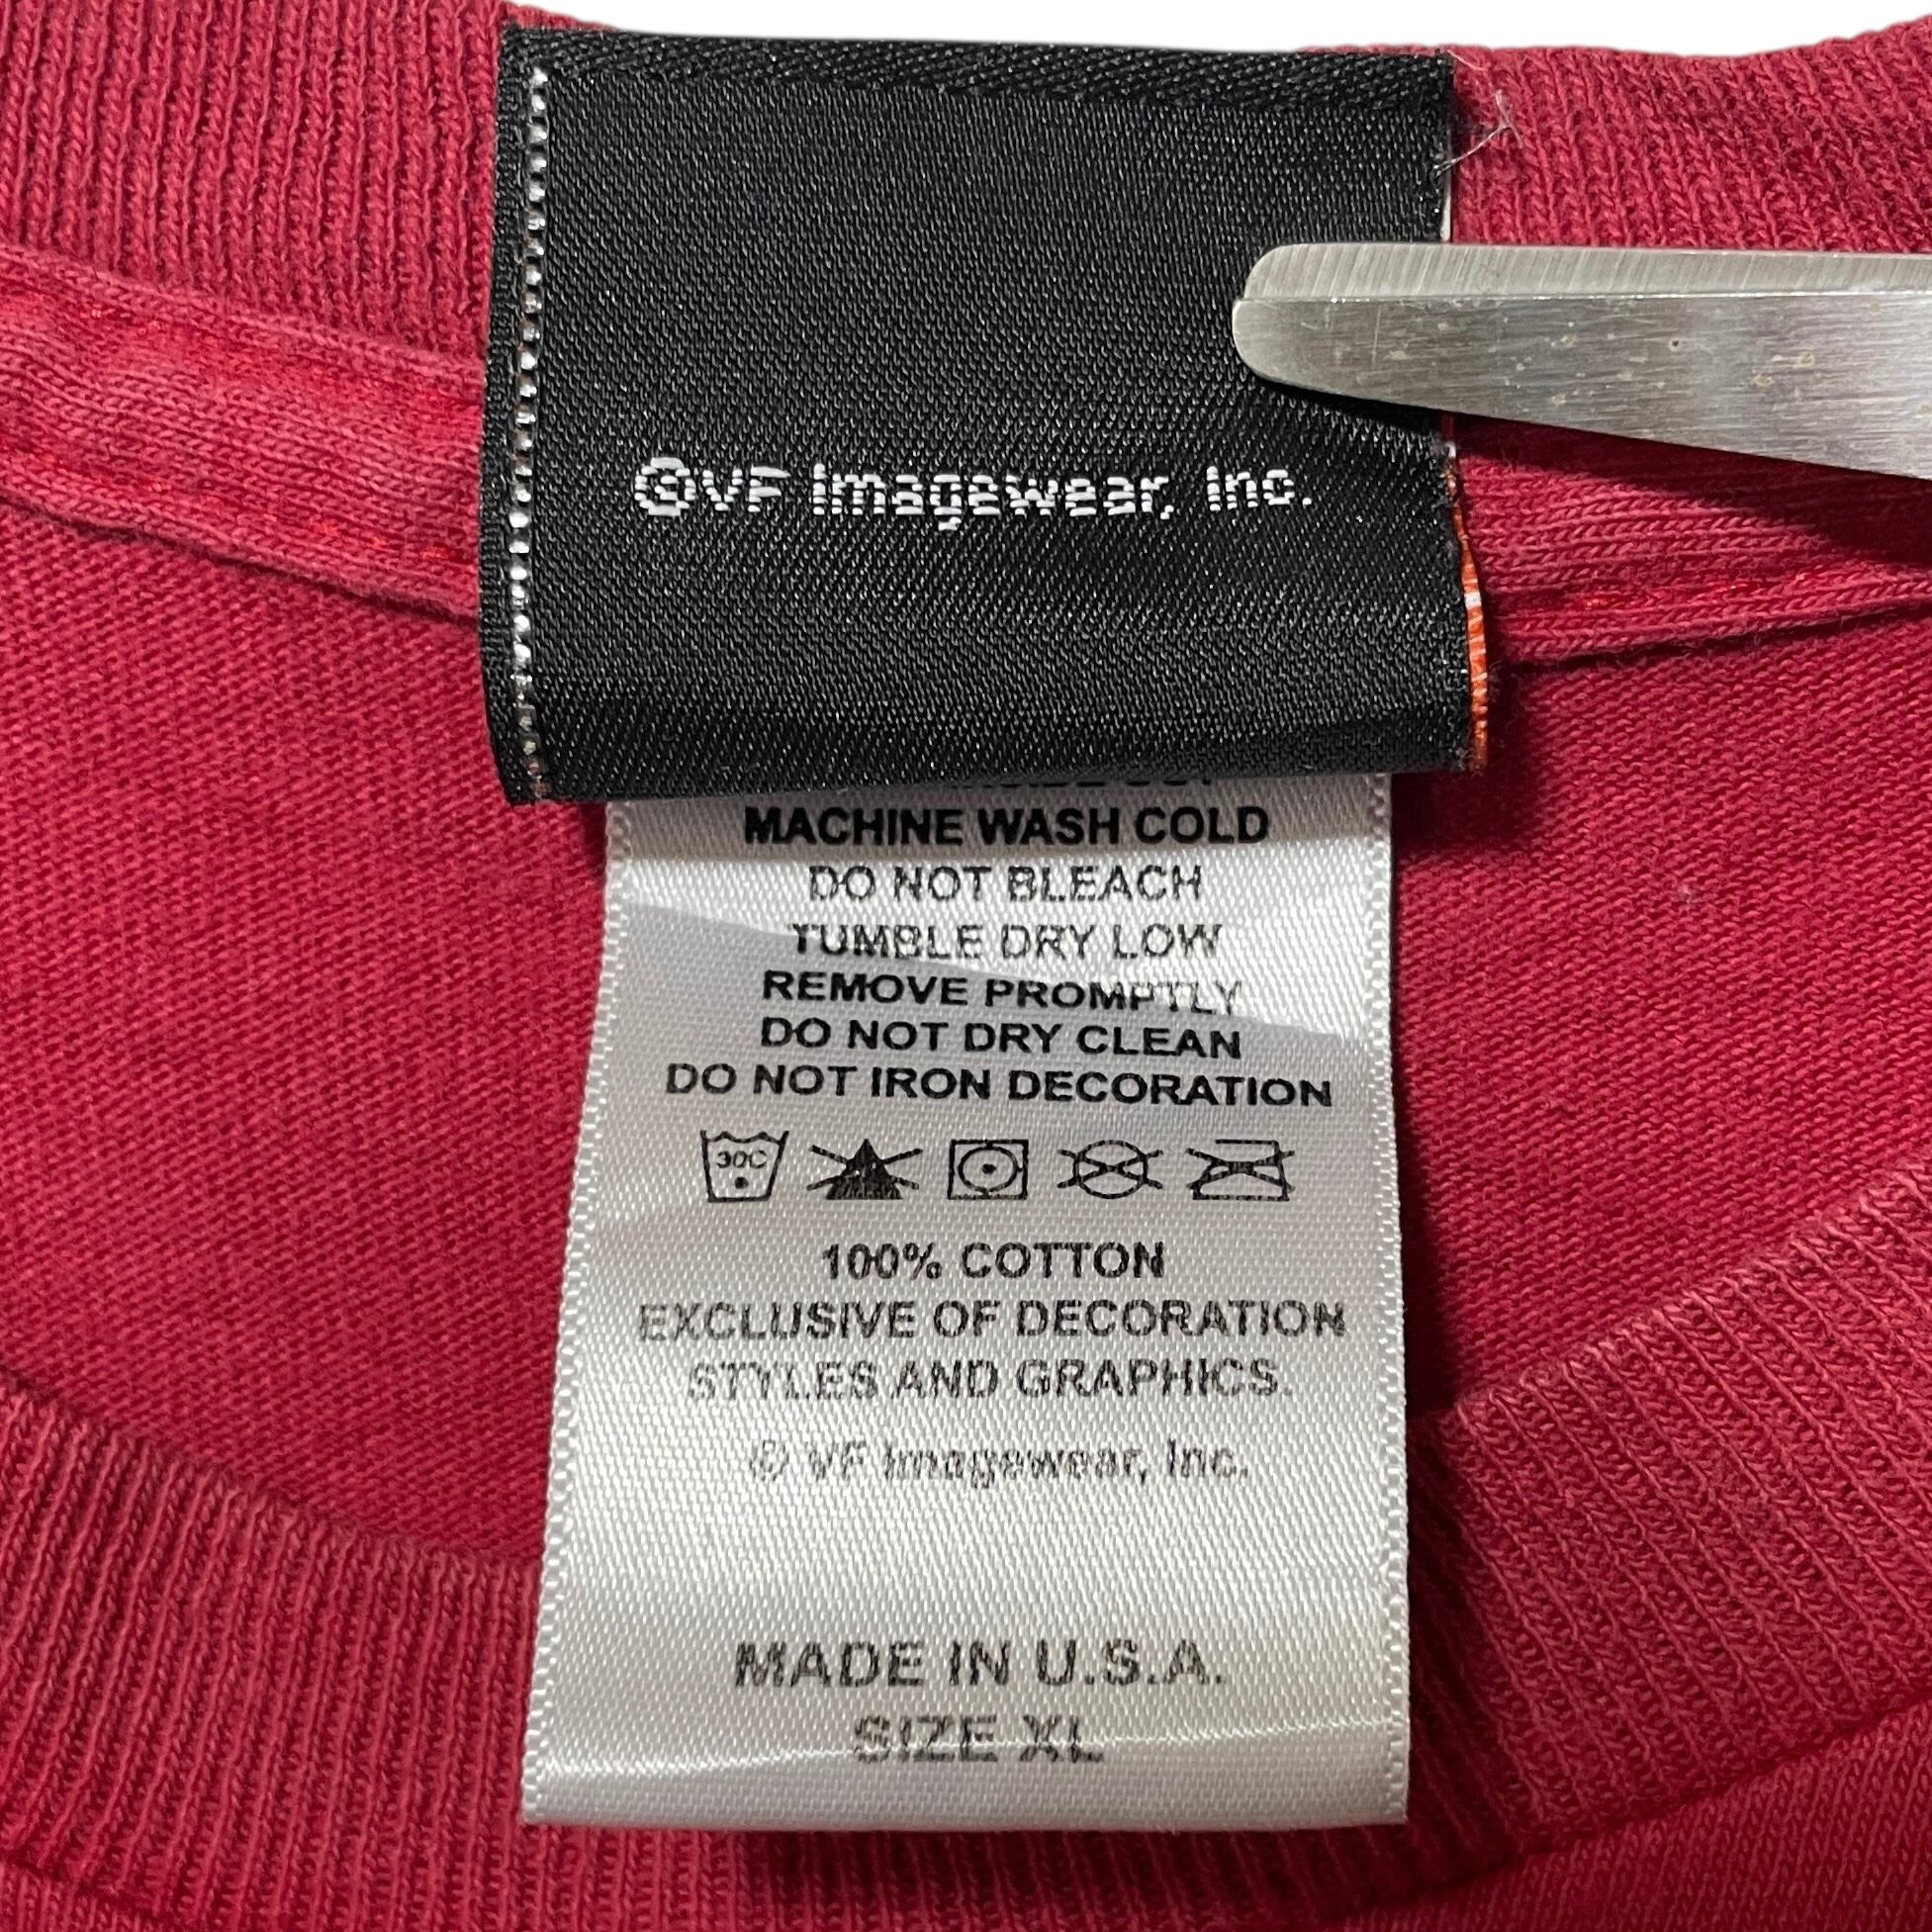 ©VF Imagewear, Inc.
MACHINE WASH COLD
DO NOT BLEACH
TUMBLE DRY LOW
REMOVE PROMPTLY
DO NOT DRY CLEAN
DO NOT IRON DECORATION
30C
100% COTTON
EXCLUSIVE OF DECORATION
STYLES AND GRAPHICS.
© VF Imagewear, Inc.
MADE IN U.S.A.
SIZE XL